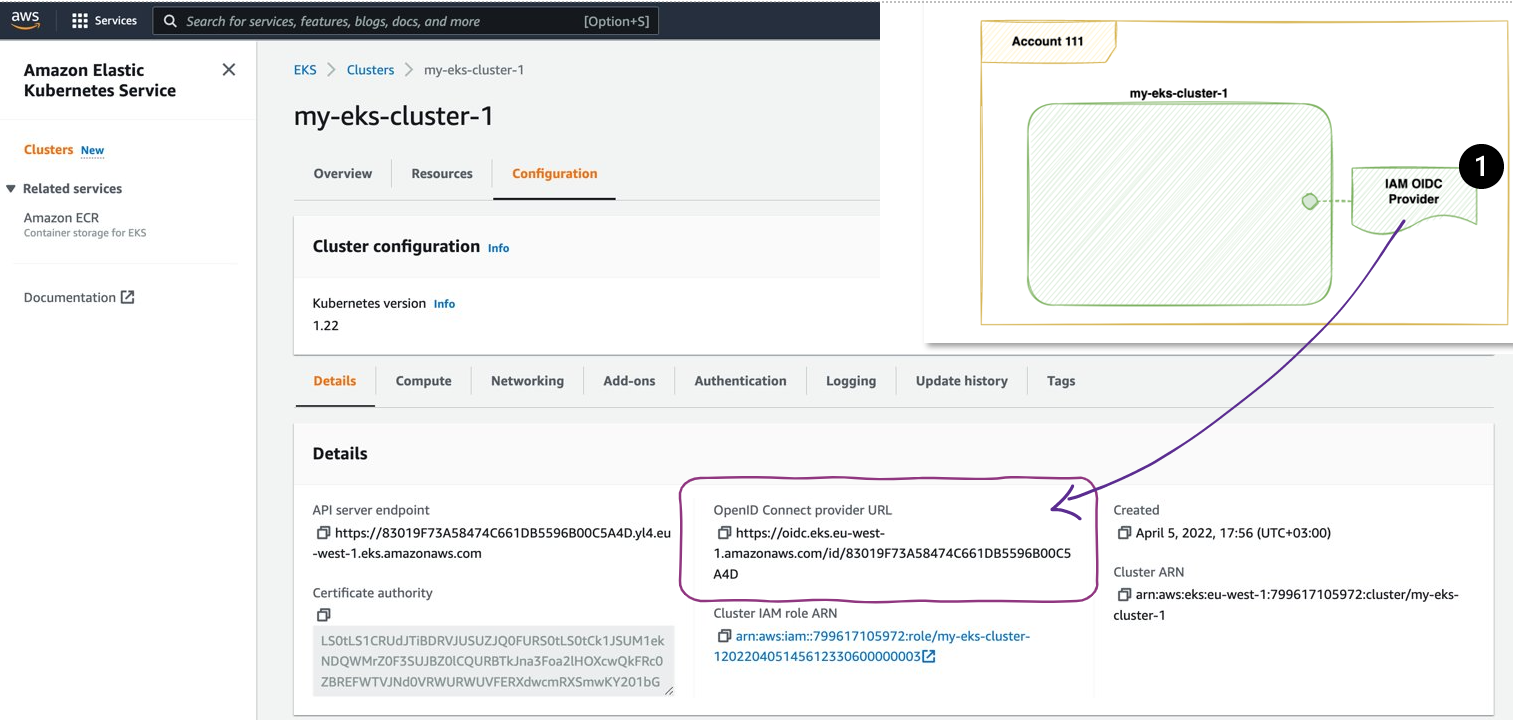 aws
Services
Search for services, features, blogs, docs, and more
[Option+S]
Amazon Elastic
Kubernetes Service
Clusters New
Related services
Amazon ECR
Container storage for EKS
Documentation
EKS
Clusters
my-eks-cluster-1
my-eks-cluster-1
Overview
Resources
Configuration
Cluster configuration Info
Kubernetes version Info
1.22
Account 111
my-eks-cluster-1
IAM OIDC
Provider
1
Details
Compute
Networking
Add-ons
Authentication
Logging
Update history
Tags
Details
API server endpoint
https://83019F73A58474C661DB5596B00C5A4D.yl4.eu
-west-1.eks.amazonaws.com
Certificate authority
LS0tLS1CRUdJTiBDRVJUSUZJQ0FURS0tLS0tCk1JSUM1ek
NDQWMrZ0F3SUJBZ0lCQURBTkJna3Foa2lHOXcwQkFRc0
ZBREFWTVJNd0VRWURWUVFERXdwcmRXSmwKY201bG
OpenID Connect provider URL
https://oidc.eks.eu-west-
1.amazonaws.com/id/83019F73A58474C661DB5596B00C5
A4D
Cluster IAM role ARN
arn:aws:iam::799617105972:role/my-eks-cluster-
120220405145612330600000003
Created
April 5, 2022, 17:56 (UTC+03:00)
Cluster ARN
arn:aws:eks:eu-west-1:799617105972:cluster/my-eks-
cluster-1